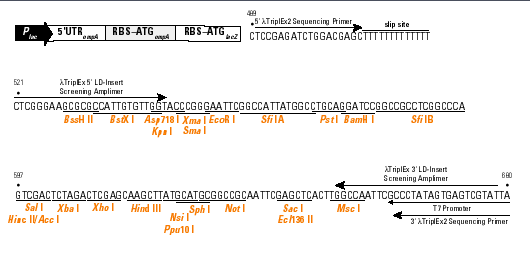 P lac 5'UTR ompA RBS–ATG ompA RBS–ATG lacZ
489
5' λTriplEx2 Sequencing Primer
slip site
CTCCGAGATCTGGACGAGCTTTTTTTTTTTT
521
λTriplEx 5' LD-Insert
Screening Amplimer
CTCGGGAAGCGCGCCATTGTGTTGGTACCCGGGAATTCGGCCATTATGGCCTGCAGGATCCGGCCGCCTCGGCCCA
BssH II BstX I Asp718 I Xma I EcoR I Sfi IA Pst I BamH I Sfi IB
Kpn I Sma I
597
λTriplEx 3' LD-Insert
Screening Amplimer
680
GTCGACTCTAGACTCGAGCAAGCTTATGCATGCGGCCGCAATTCGAGCTCACTTGGCCAATTCGCCCTATAGTGAGTCGTATTA
Sal I Xba I Xho I Hind III Sph I Not I Sac I Msc I
Hinc II/Acc I Nsi I Ecl136 II
Ppu10 I
T7 Promoter
3' λTriplEx2 Sequencing Primer